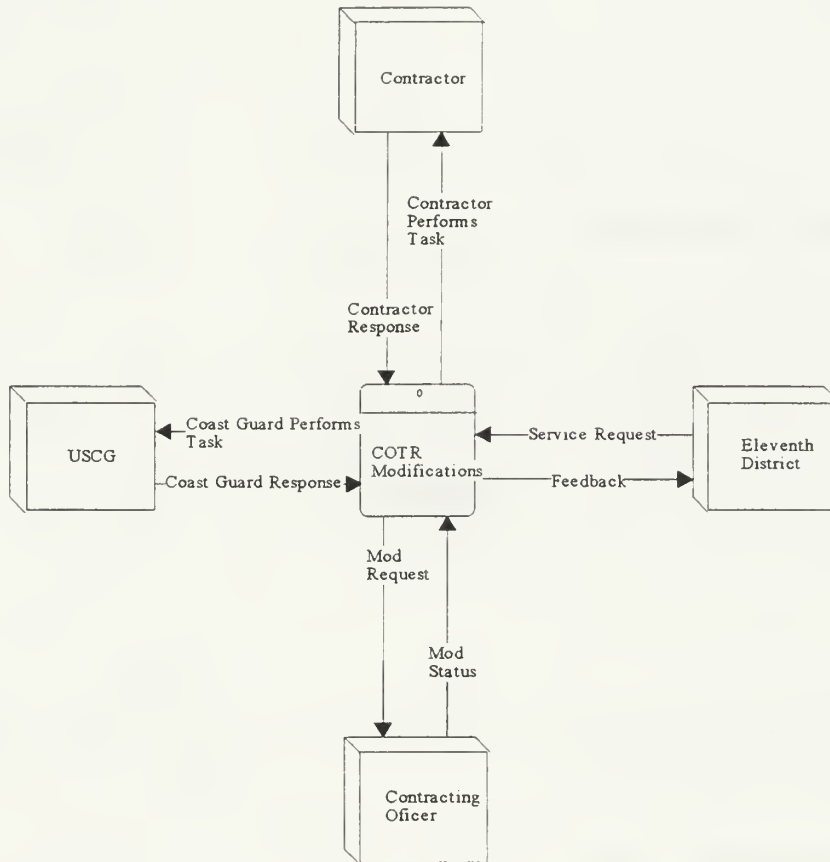 Contractor
Contractor
Performs
Task
Contractor
Response
0
Coast Guard Performs
Task
Service Request
USCG
COTR
Modifications
Eleventh
District
Coast Guard Response
Feedback
Mod
Request
Mod
Status
Contracting
Oficer